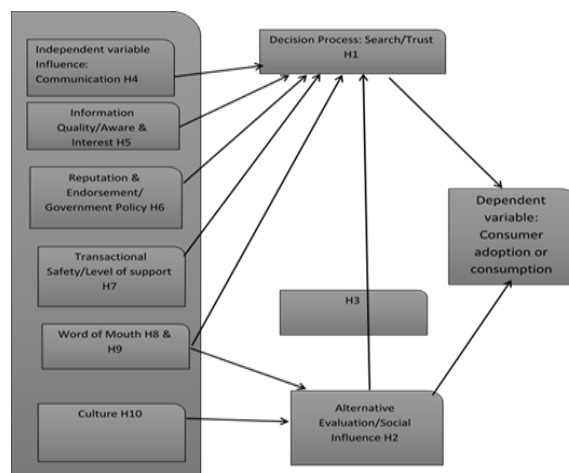 Independent variable
Influence:
Communication H4
Information
Quality/Aware &
Interest H5
Reputation &
Endorsement/
Government Policy H6
Transactional
Safety/Level of support
H7
Word of Mouth H8 &
H9
Culture H10
Decision Process: Search/Trust
H1
H3
Alternative
Evaluation/Social
Influence H2
Dependent
variable:
Consumer
adoption or
consumption